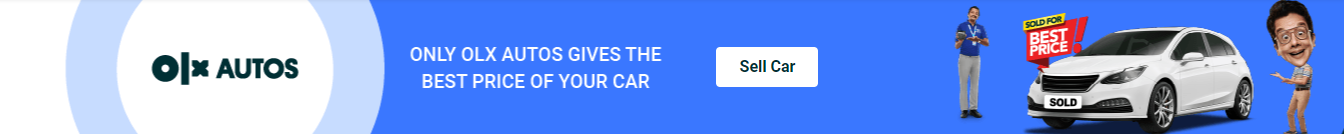 olx AUTOS
ONLY OLX AUTOS GIVES THE
BEST PRICE OF YOUR CAR
Sell Car
SOLD FOR
BEST
PRICE!
SOLD